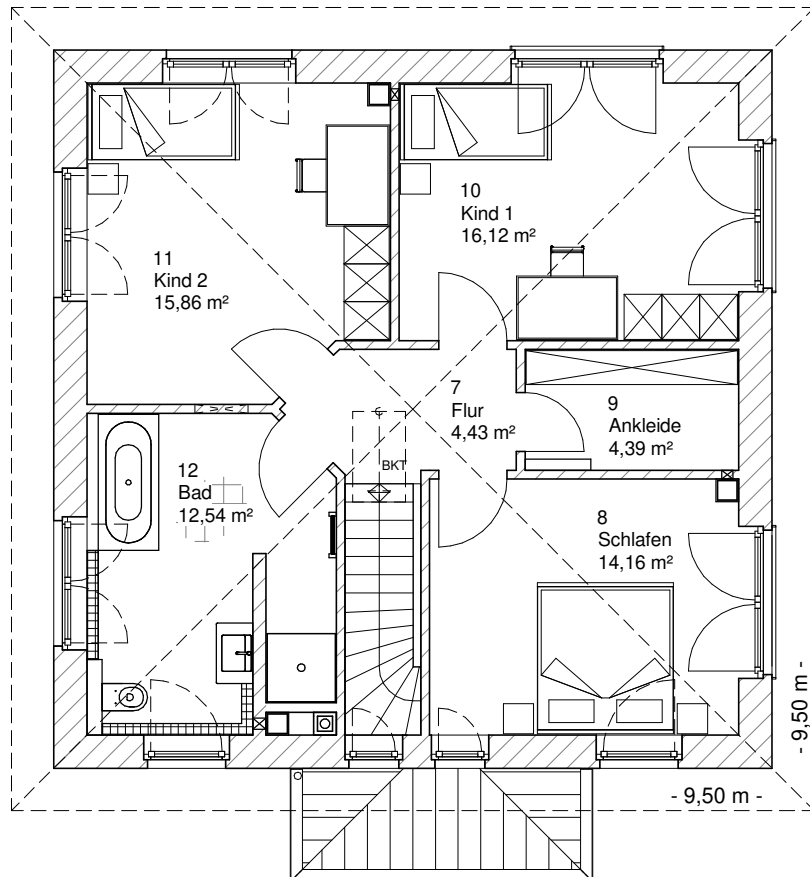 10
Kind 1
16,12 m²
11
Kind 2
15,86 m²
7
Flur
4,43 m²
9
Ankleide
4,39 m²
BKT
12
Bad
12,54 m²
8
Schlafen
14,16 m²
- 9,50 m -
- 9,50 m -